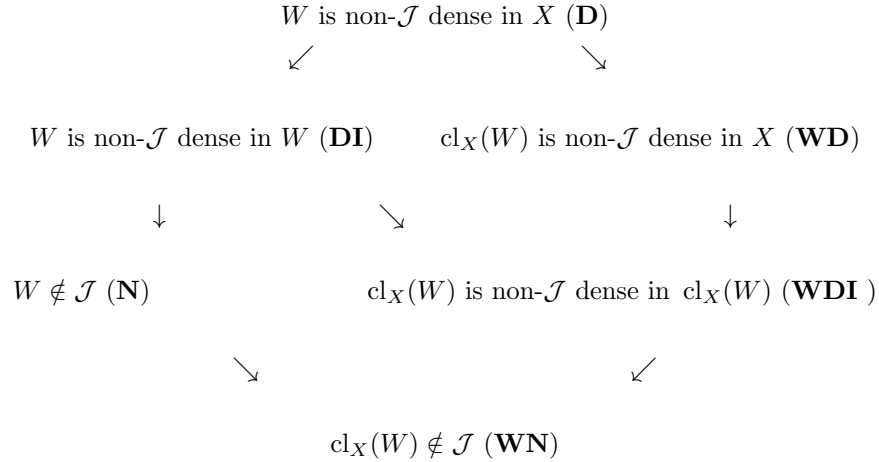 W is non-𝒥 dense in X (D)
↙ ↘
W is non-𝒥 dense in W (DI) cl_X(W) is non-𝒥 dense in X (WD)
↓ ↘ ↓
W ∉ 𝒥 (N) cl_X(W) is non-𝒥 dense in cl_X(W) (WDI )
↘ ↙
cl_X(W) ∉ 𝒥 (WN)